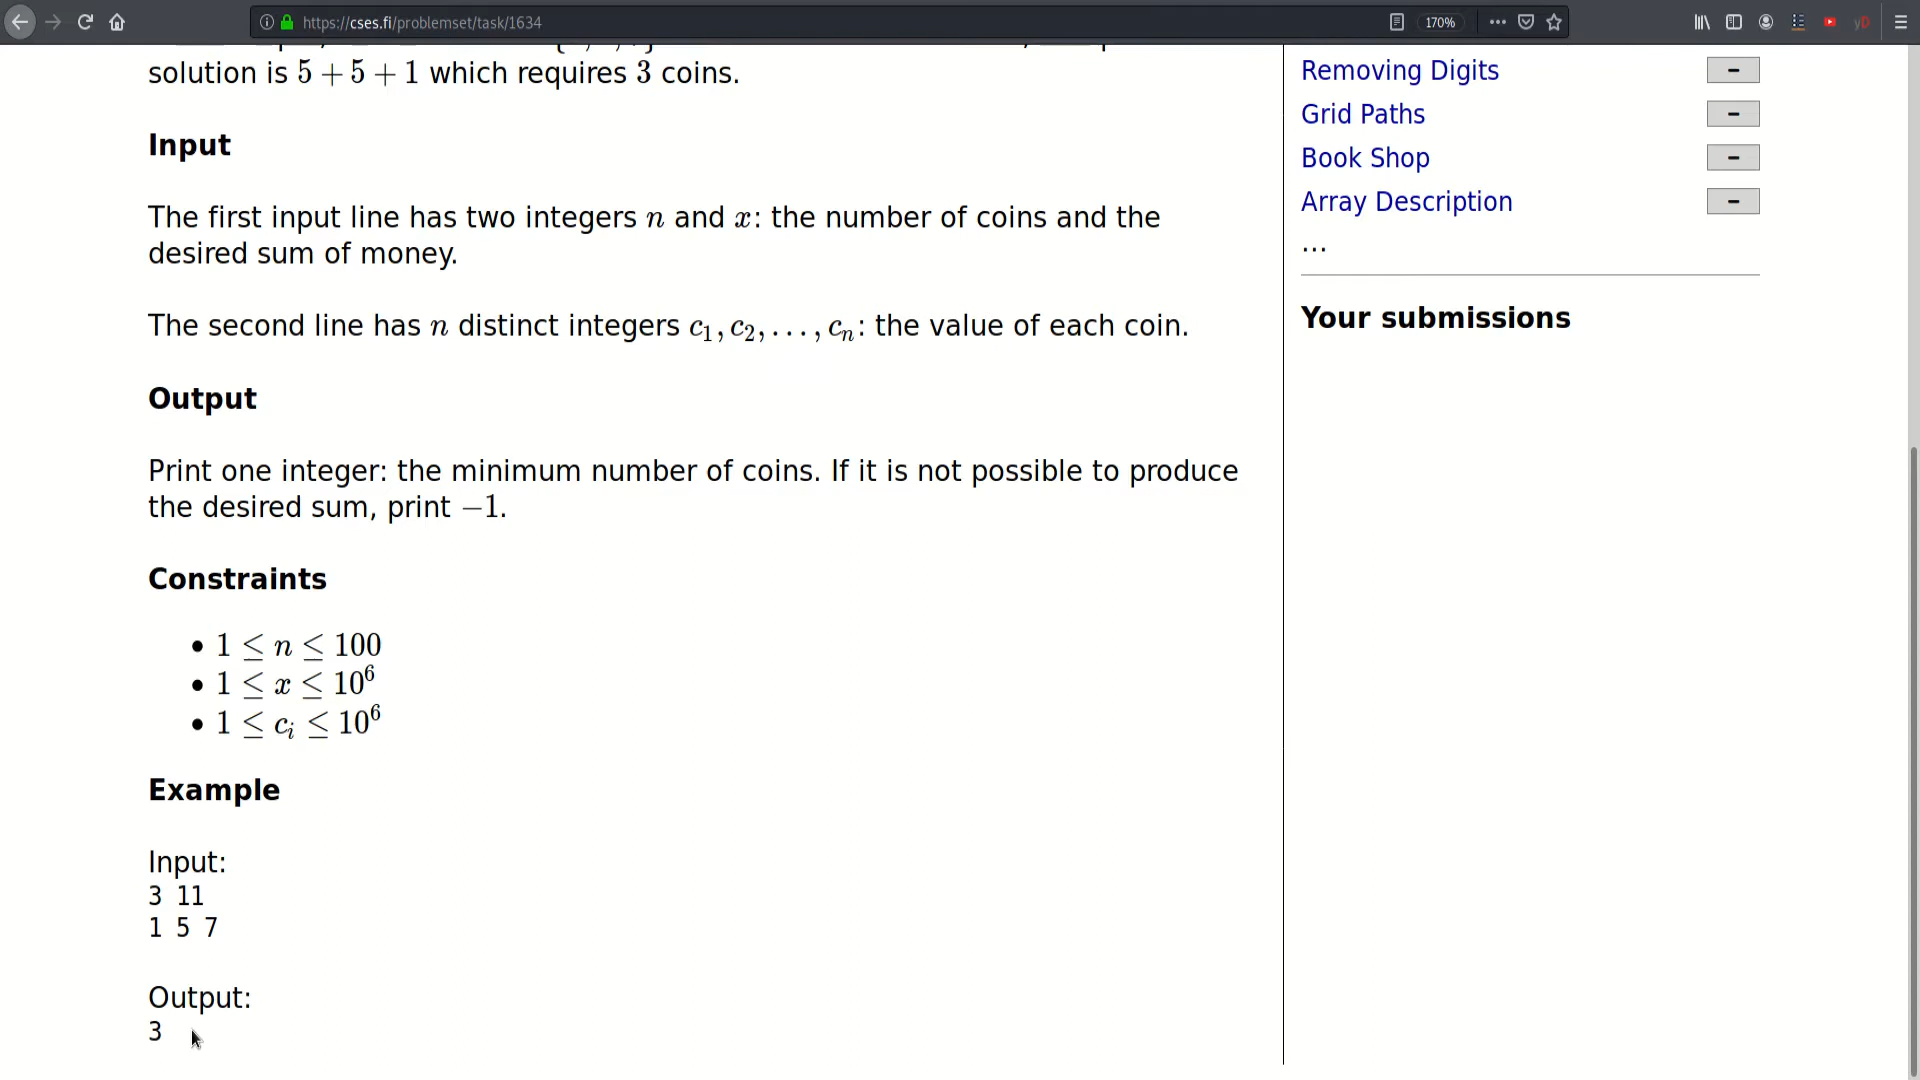 https://cses.fi/problemset/task/1634
170%
solution is 5 + 5 + 1 which requires 3 coins.
Input
The first input line has two integers n and x: the number of coins and the
desired sum of money.
The second line has n distinct integers c₁, c₂, . . . , cₙ: the value of each coin.
Output
Print one integer: the minimum number of coins. If it is not possible to produce
the desired sum, print −1.
Constraints
• 1 ≤ n ≤ 100
• 1 ≤ x ≤ 10⁶
• 1 ≤ cᵢ ≤ 10⁶
Example
Input:
3 11
1 5 7
Output:
3
Removing Digits –
Grid Paths –
Book Shop –
Array Description –
...
Your submissions